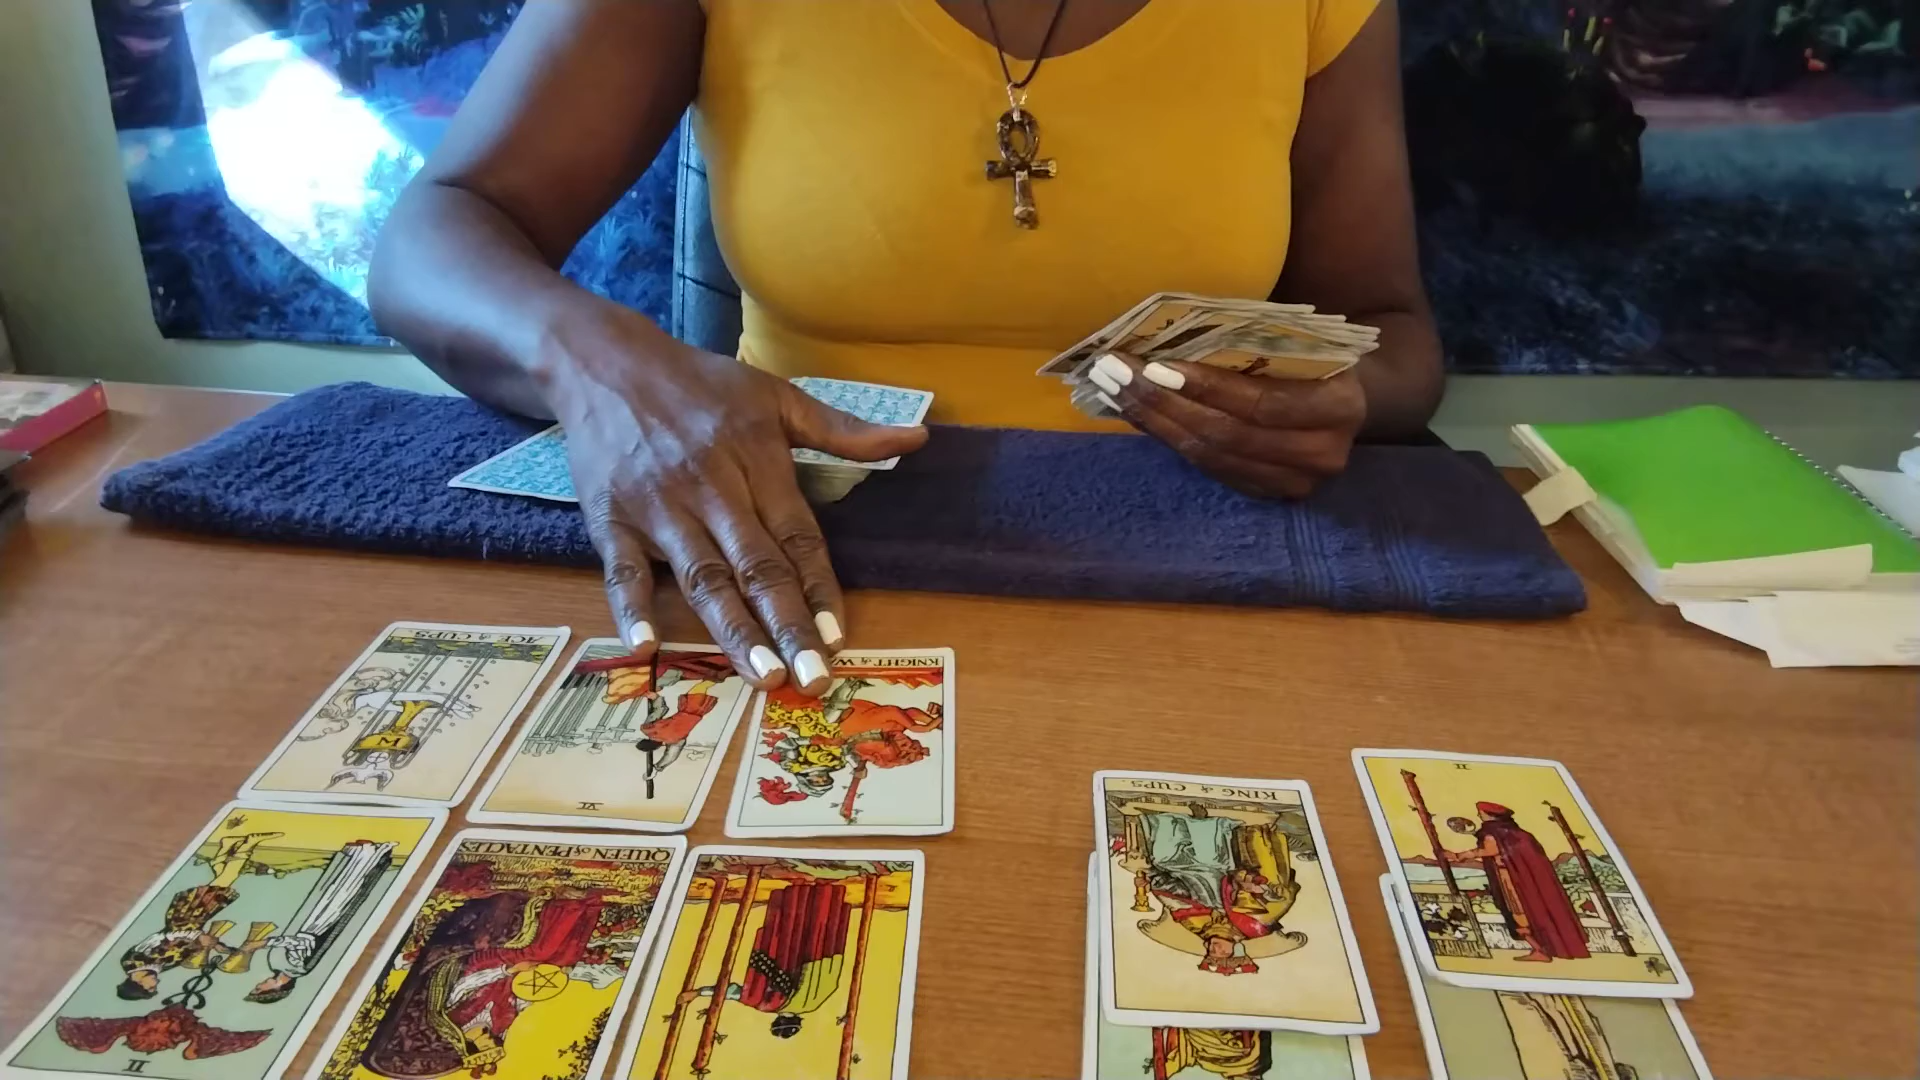 ACE of CUPS.
VI
KNIGHT of W
II
QUEEN of PENTACLES
KING of CUPS.
II